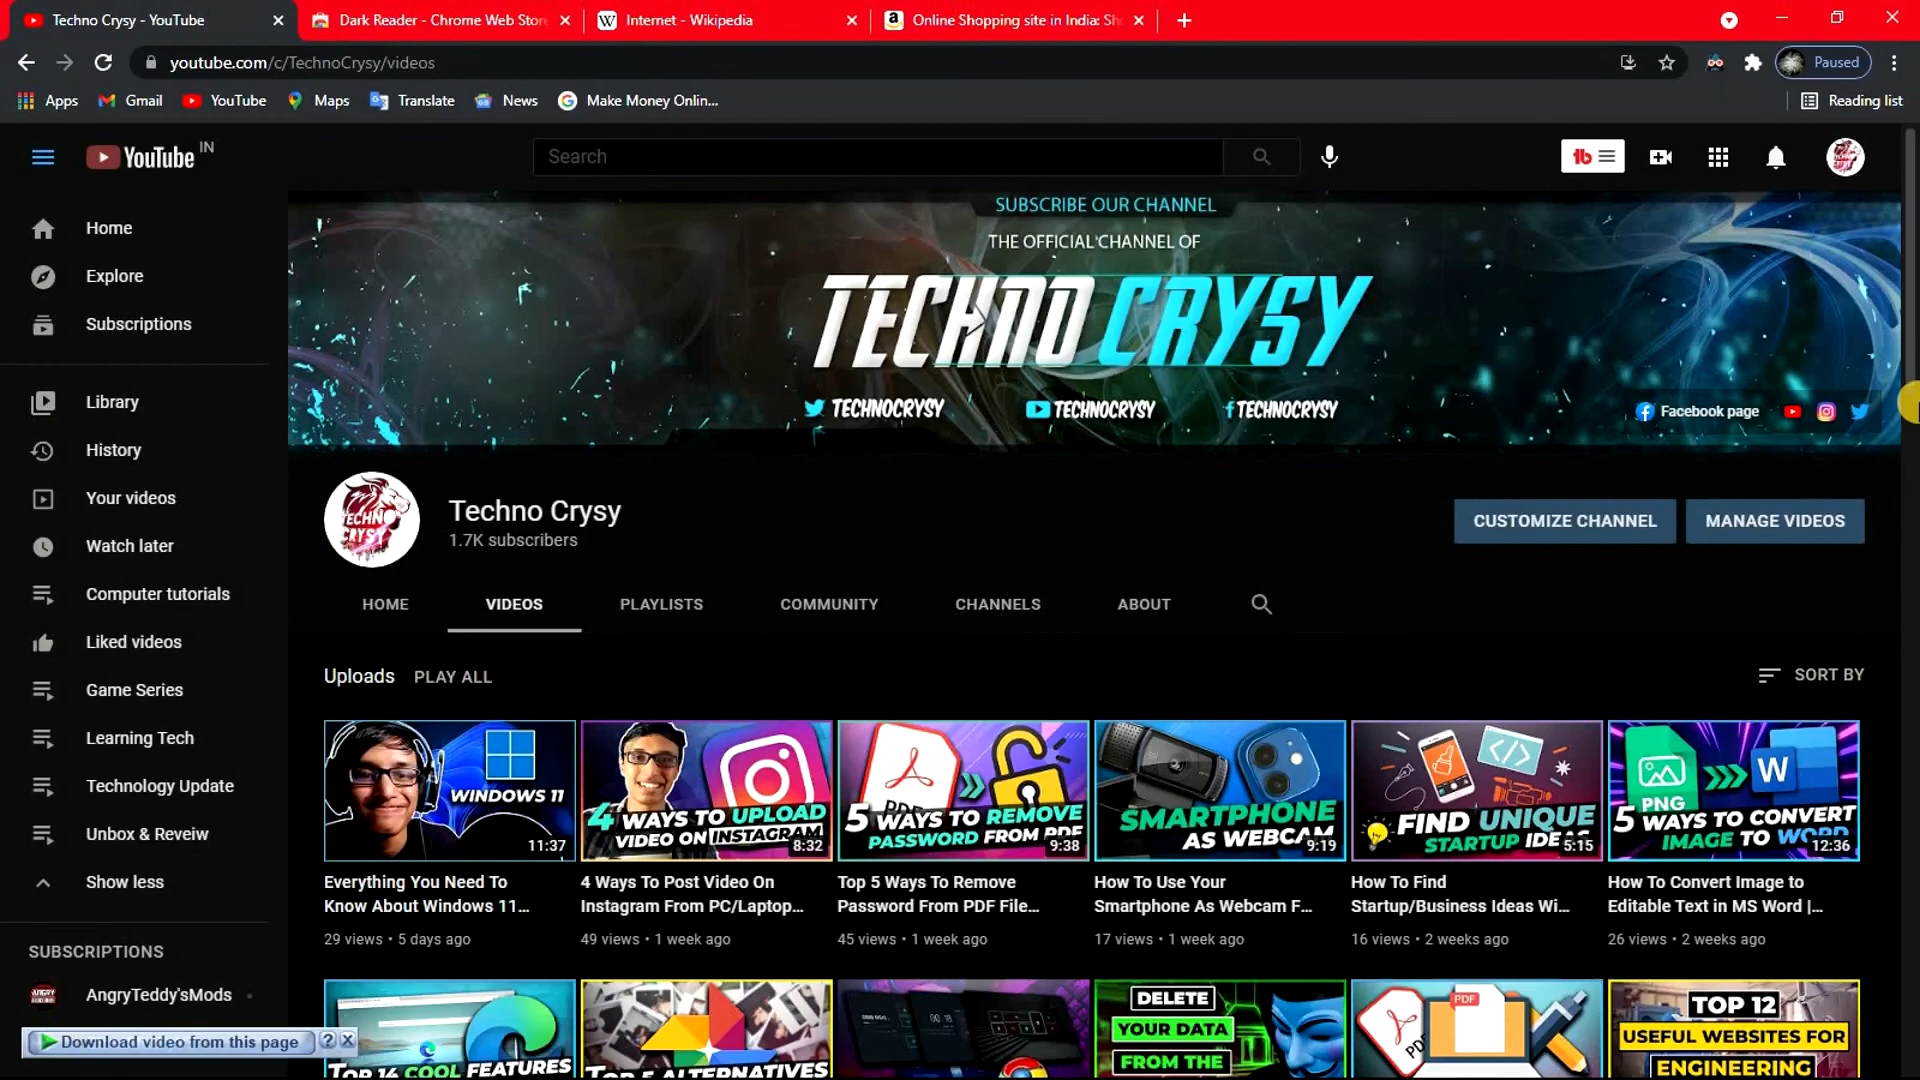 Techno Crysy - YouTube
Dark Reader - Chrome Web Store
Internet - Wikipedia
Online Shopping site in India: Sh
youtube.com/c/TechnoCrysy/videos
Paused
Apps
Gmail
YouTube
Maps
Translate
News
Make Money Onlin...
Reading list
YouTube IN
Search
Home
Explore
Subscriptions
Library
History
Your videos
Watch later
Computer tutorials
Liked videos
Game Series
Learning Tech
Technology Update
Unbox & Reveiw
Show less
SUBSCRIPTIONS
AngryTeddy'sMods
Download video from this page
?
SUBSCRIBE OUR CHANNEL
THE OFFICIAL CHANNEL OF
TECHNO CRYSY
TECHNOCRYSY
TECHNOCRYSY
TECHNOCRYSY
Facebook page
TECHNO
CRYSY
Techno Crysy
1.7K subscribers
CUSTOMIZE CHANNEL
MANAGE VIDEOS
HOME
VIDEOS
PLAYLISTS
COMMUNITY
CHANNELS
ABOUT
Uploads
PLAY ALL
SORT BY
WINDOWS 11
11:37
Everything You Need To
Know About Windows 11...
29 views • 5 days ago
4 WAYS TO UPLOAD
VIDEO ON INSTAGRAM
8:32
4 Ways To Post Video On
Instagram From PC/Laptop...
49 views • 1 week ago
PDF
5 WAYS TO REMOVE
PASSWORD FROM PDF
9:38
Top 5 Ways To Remove
Password From PDF File...
45 views • 1 week ago
SMARTPHONE
AS WEBCAM
9:19
How To Use Your
Smartphone As Webcam F...
17 views • 1 week ago
FIND UNIQUE
STARTUP IDE
5:15
How To Find
Startup/Business Ideas Wi...
16 views • 2 weeks ago
PNG
W
5 WAYS TO CONVERT
IMAGE TO WORD
12:36
How To Convert Image to
Editable Text in MS Word |...
26 views • 2 weeks ago
TOP 14 COOL FEATURES
TOP 5 ALTERNATIVES
DELETE
YOUR DATA
FROM THE
PDF
PDF
TOP 12
USEFUL WEBSITES FOR
ENGINEERING